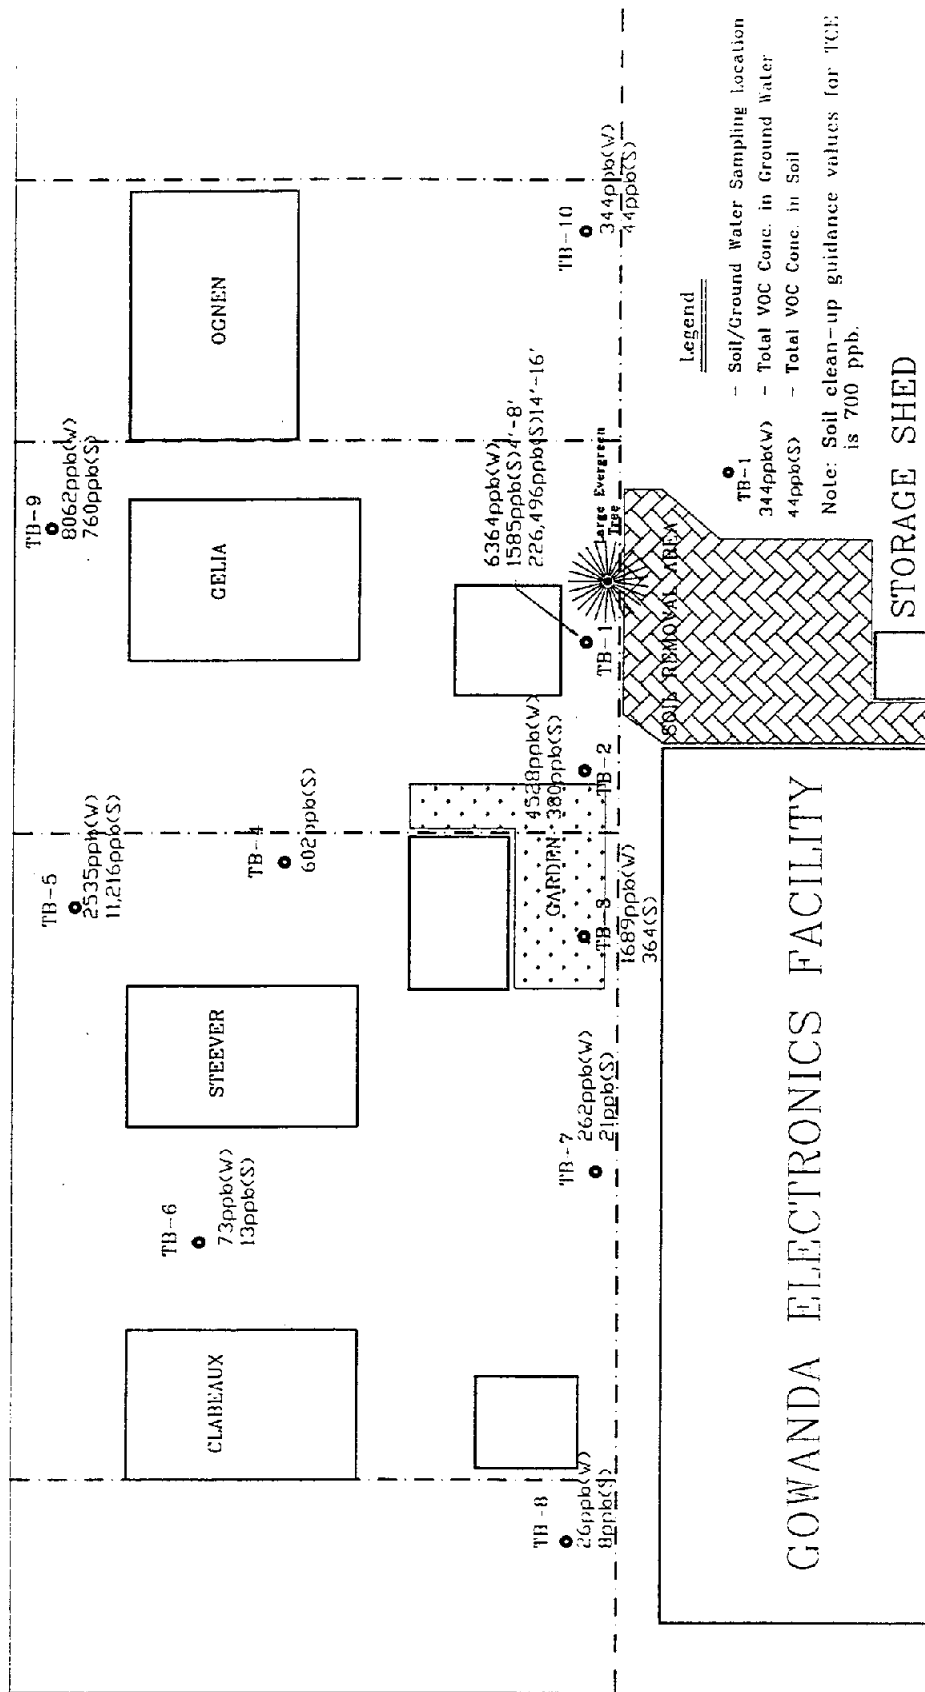 TB-9
8062ppb(W)
760ppb(S)
OGNEN
TB-10
344ppb(W)
44ppb(S)
GELIA
6364ppb(W)
1585ppb(S)4'-8'
226,496ppb(S)14'-16'
Large Evergreen
Tree
TB-1
SOIL REMOVAL AREA
TB-5
2535ppb(W)
11,216ppb(S)
TB-4
602ppb(S)
4528ppb(W)
380ppb(S)
TB-2
GARDEN
TB-3
1689ppb(W)
364(S)
STEEVER
TB-7
262ppb(W)
21ppb(S)
TB-6
73ppb(W)
13ppb(S)
CLABEAUX
TB-8
26ppb(W)
8ppb(S)
Legend
- Soil/Ground Water Sampling Location
TB-1
344ppb(W) - Total VOC Conc. in Ground Water
44ppb(S) - Total VOC Conc. in Soil
Note: Soil clean-up guidance values for TCE
is 700 ppb.
STORAGE SHED
GOWANDA ELECTRONICS FACILITY